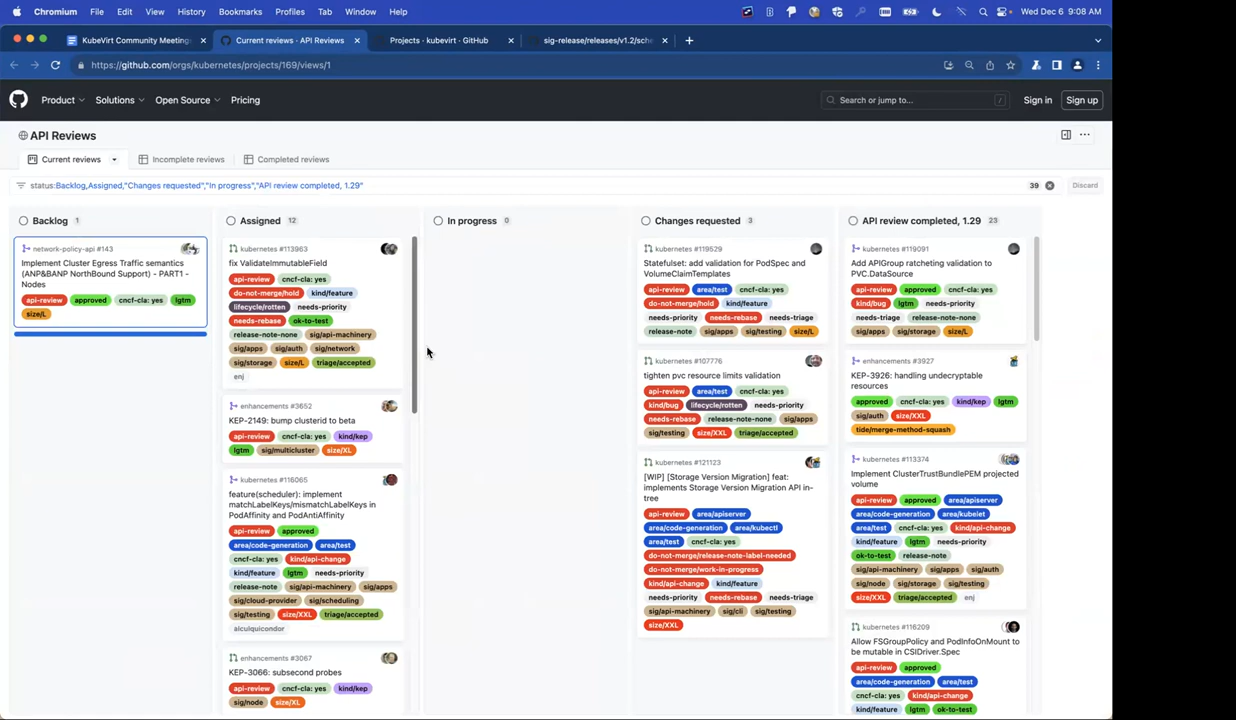 Chromium File Edit View History Bookmarks Profiles Tab Window Help Wed Dec 6 9:08 AM
KubeVirt Community Meeting Current reviews · API Reviews Projects · kubevirt · GitHub sig-release/releases/v1.2/sche
https://github.com/orgs/kubernetes/projects/169/views/1
Product Solutions Open Source Pricing Search or jump to... / Sign in Sign up
API Reviews
Current reviews Incomplete reviews Completed reviews
status:Backlog,Assigned,"Changes requested","In progress","API review completed, 1.29" 39 Discard
Backlog 1
network-policy-api #143
Implement Cluster Egress Traffic semantics
(ANP&BANP NorthBound Support) - PART1 -
Nodes
api-review approved cncf-cla: yes lgtm
size/L
Assigned 12
kubernetes #113963
fix ValidateImmutableField
api-review cncf-cla: yes
do-not-merge/hold kind/feature
lifecycle/rotten needs-priority
needs-rebase ok-to-test
release-note-none sig/api-machinery
sig/apps sig/auth sig/network
sig/storage size/L triage/accepted
enj
enhancements #3652
KEP-2149: bump clusterid to beta
api-review cncf-cla: yes kind/kep
lgtm sig/multicluster size/XL
kubernetes #116065
feature(scheduler): implement
matchLabelKeys/mismatchLabelKeys in
PodAffinity and PodAntiAffinity
api-review approved
area/code-generation area/test
cncf-cla: yes kind/api-change
kind/feature lgtm needs-priority
release-note sig/api-machinery sig/apps
sig/cloud-provider sig/scheduling
sig/testing size/XXL triage/accepted
alculquicondor
enhancements #3067
KEP-3066: subsecond probes
api-review cncf-cla: yes kind/kep
sig/node size/XL
In progress 0
Changes requested 3
kubernetes #119529
Statefulset: add validation for PodSpec and
VolumeClaimTemplates
api-review area/test cncf-cla: yes
do-not-merge/hold kind/feature
needs-priority needs-rebase needs-triage
release-note sig/apps sig/testing size/L
kubernetes #107776
tighten pvc resource limits validation
api-review area/test cncf-cla: yes
kind/bug lifecycle/rotten needs-priority
needs-rebase release-note-none sig/apps
sig/testing size/XXL triage/accepted
kubernetes #121123
[WIP] [Storage Version Migration] feat:
implements Storage Version Migration API in-
tree
api-review area/apiserver
area/code-generation area/kubectl
area/test cncf-cla: yes
do-not-merge/release-note-label-needed
do-not-merge/work-in-progress
kind/api-change kind/feature
needs-priority needs-rebase needs-triage
sig/api-machinery sig/cli sig/testing
size/XXL
API review completed, 1.29 23
kubernetes #119091
Add APIGroup ratcheting validation to
PVC.DataSource
api-review approved cncf-cla: yes
kind/bug lgtm needs-priority
needs-triage release-note-none
sig/apps sig/storage size/L
enhancements #3927
KEP-3926: handling undecryptable
resources
approved cncf-cla: yes kind/kep lgtm
sig/auth size/XXL
tide/merge-method-squash
kubernetes #113374
Implement ClusterTrustBundlePEM projected
volume
api-review approved area/apiserver
area/code-generation area/kubelet
area/test cncf-cla: yes kind/api-change
kind/feature lgtm needs-priority
ok-to-test release-note
sig/api-machinery sig/apps sig/auth
sig/node sig/storage sig/testing
size/XXL triage/accepted enj
kubernetes #116209
Allow FSGroupPolicy and PodInfoOnMount to
be mutable in CSIDriver.Spec
api-review approved
area/code-generation area/test
cncf-cla: yes kind/api-change
kind/feature lgtm ok-to-test